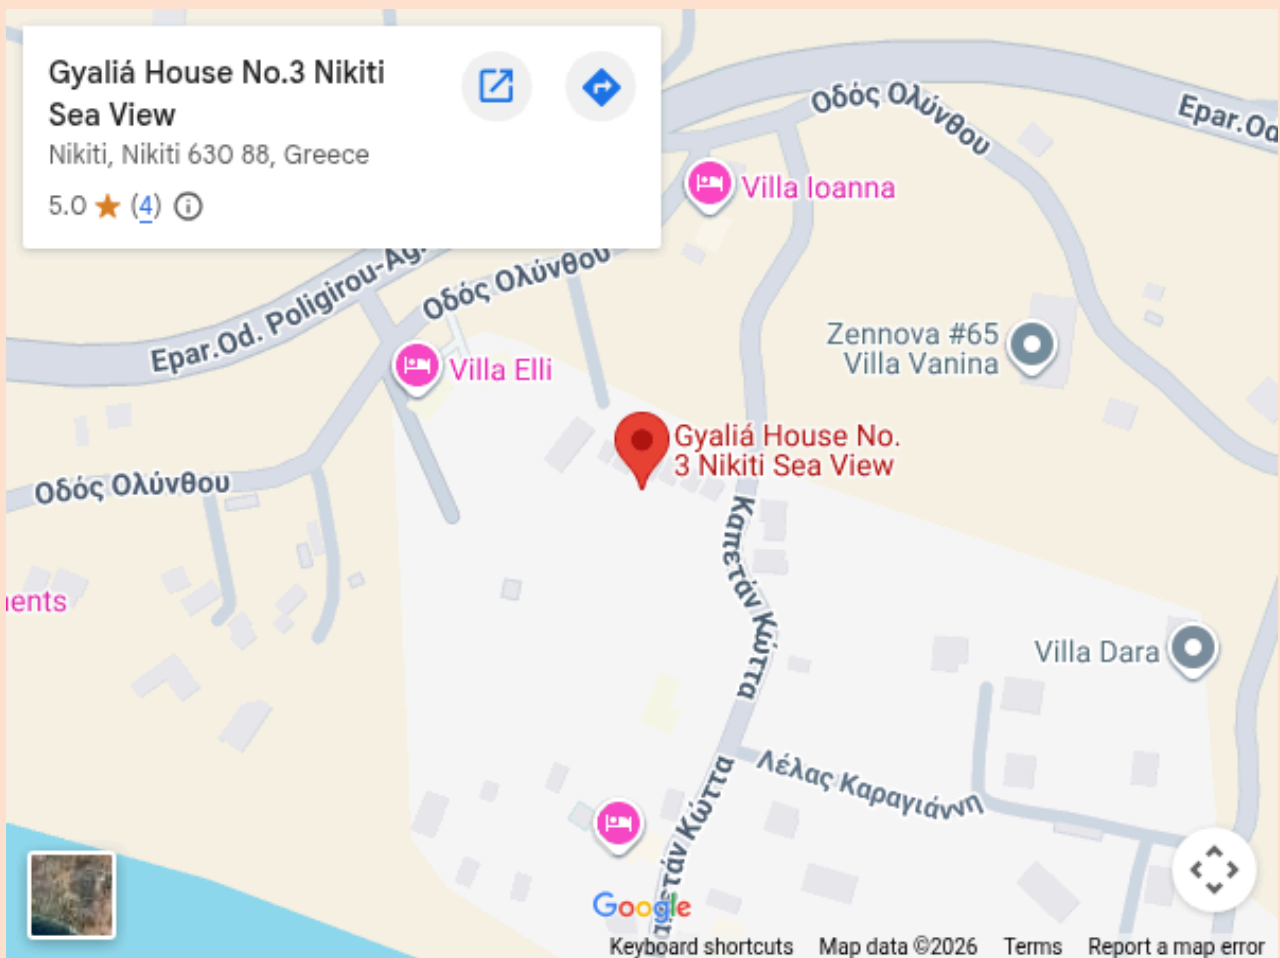 Gyaliá House No.3 Nikiti
Sea View
Nikiti, Nikiti 630 88, Greece
5.0 (4)
Οδός Ολύνθου
Epar.Od
Villa Ioanna
Epar.Od. Poligirou-Ag.
Οδός Ολύνθου
Zennova #65
Villa Vanina
Villa Elli
Gyaliá House No.
3 Nikiti Sea View
Οδός Ολύνθου
Καπετάν Κώττα
Villa Dara
Λέλας Καραγιάννη
Κώττα
Google
Keyboard shortcuts Map data ©2026 Terms Report a map error